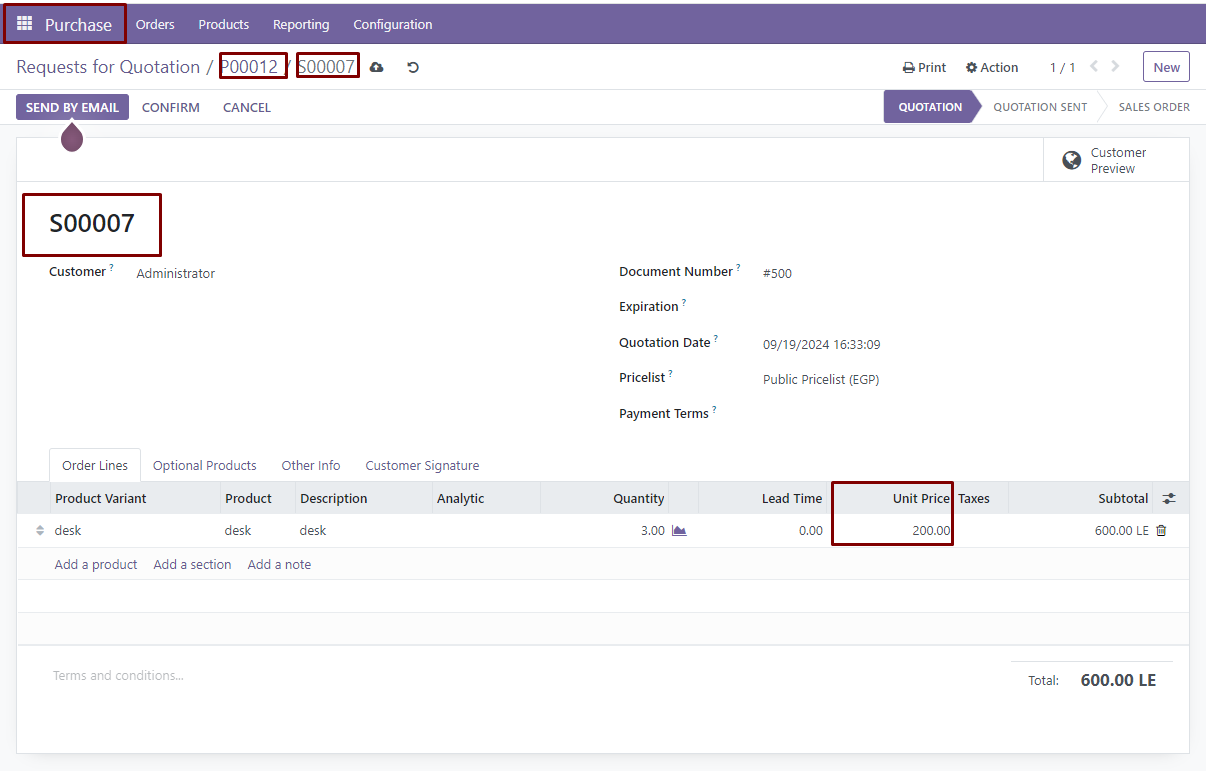 Purchase Orders Products Reporting Configuration
Requests for Quotation / P00012 / S00007 Print Action 1 / 1 New
SEND BY EMAIL CONFIRM CANCEL QUOTATION QUOTATION SENT SALES ORDER
Customer
Preview
S00007
Customer ? Administrator Document Number ? #500
Expiration ?
Quotation Date ? 09/19/2024 16:33:09
Pricelist ? Public Pricelist (EGP)
Payment Terms ?
Order Lines Optional Products Other Info Customer Signature
Product Variant Product Description Analytic Quantity Lead Time Unit Price Taxes Subtotal
desk desk desk 3.00 0.00 200.00 600.00 LE
Add a product Add a section Add a note
Terms and conditions...
Total: 600.00 LE